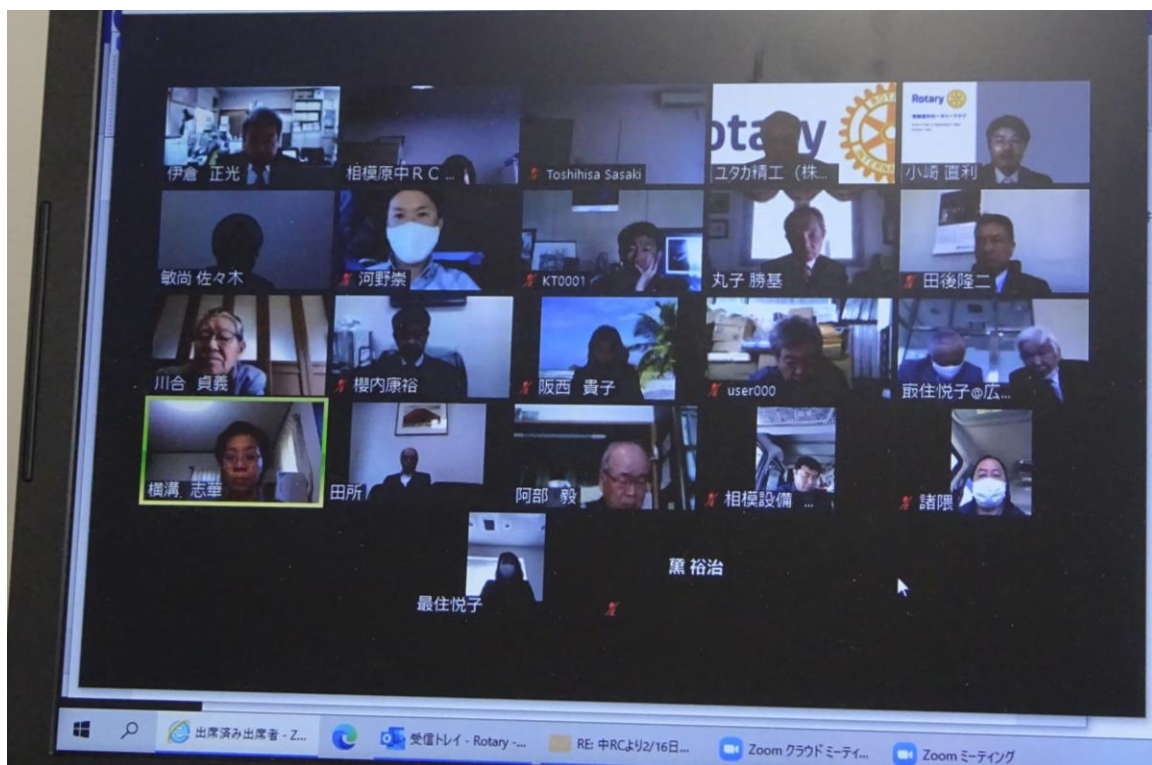 伊倉 正光
相模原中RC ...
Toshihisa Sasaki
otary
ROTARY
INTERNATIONAL
ユタカ精工(株...
Rotary
小崎 直利
敏尚 佐々木
河野崇
KT0001
丸子 勝基
田後隆二
川合 貞義
櫻内康裕
阪西 貴子
user000
最住悦子@広...
横溝 志華
田所
阿部 毅
相模設備 ...
諸隈
最住悦子
薫 裕治
出席済み出席者 - Z...
受信トレイ - Rotary -...
RE: 中RCより2/16日...
Zoom クラウド ミーティ...
Zoom ミーティング